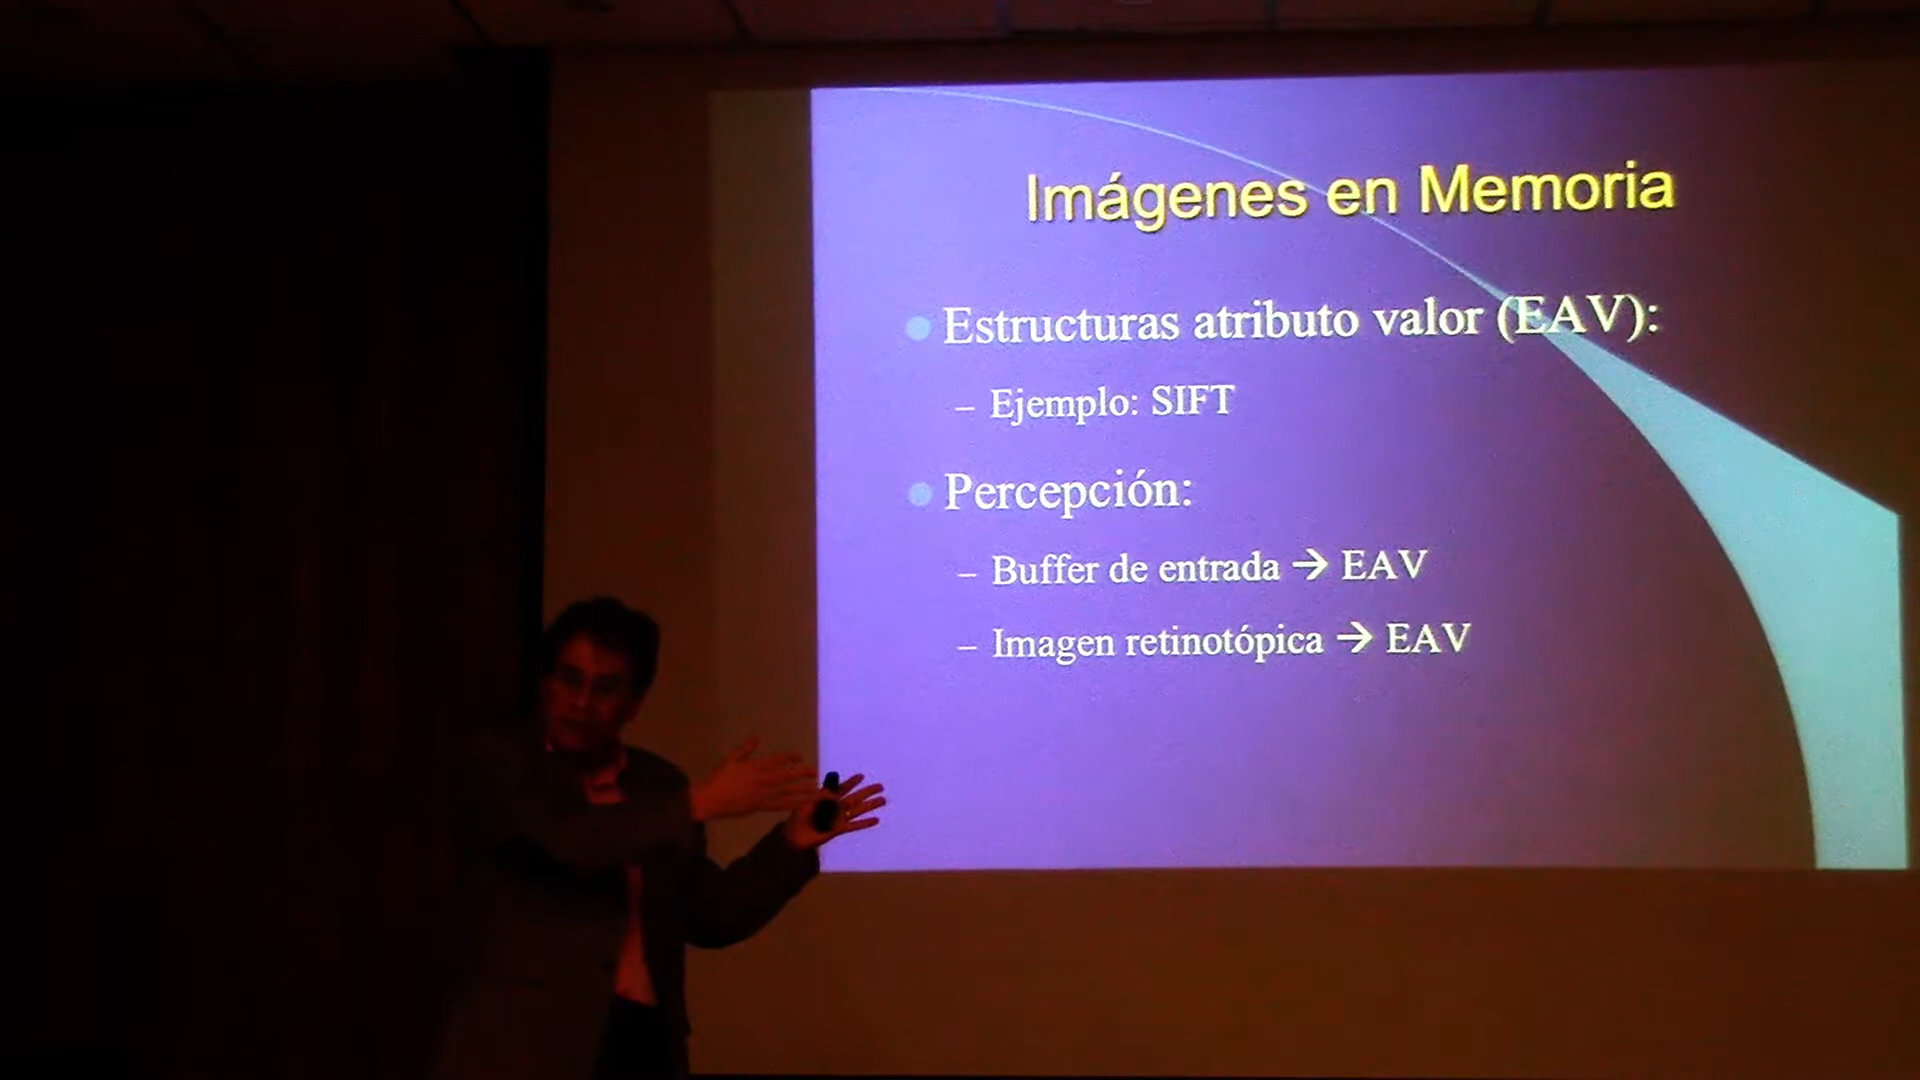 Imágenes en Memoria
Estructuras atributo valor (EAV):
– Ejemplo: SIFT
Percepción:
– Buffer de entrada → EAV
– Imagen retinotópica → EAV